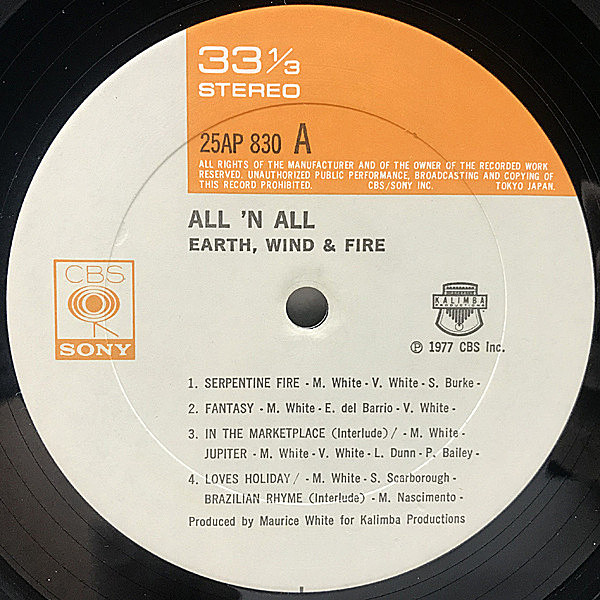 33 1/3
STEREO
25AP 830 A
ALL RIGHTS OF THE MANUFACTURER AND OF THE OWNER OF THE RECORDED WORK
RESERVED. UNAUTHORIZED PUBLIC PERFORMANCE, BROADCASTING AND COPYING OF
THIS RECORD PROHIBITED. CBS/SONY INC. TOKYO JAPAN.
ALL 'N ALL
EARTH, WIND & FIRE
CBS
SONY
KALIMBA
PRODUCTIONS
Ⓟ 1977 CBS Inc.
1. SERPENTINE FIRE - M. White - V. White - S. Burke -
2. FANTASY - M. White - E. del Barrio - V. White -
3. IN THE MARKETPLACE (Interlude) / - M. White -
JUPITER - M. White - V. White - L. Dunn - P. Bailey -
4. LOVES HOLIDAY / - M. White - S. Scarborough -
BRAZILIAN RHYME (Interlude) - M. Nascimento -
Produced by Maurice White for Kalimba Productions